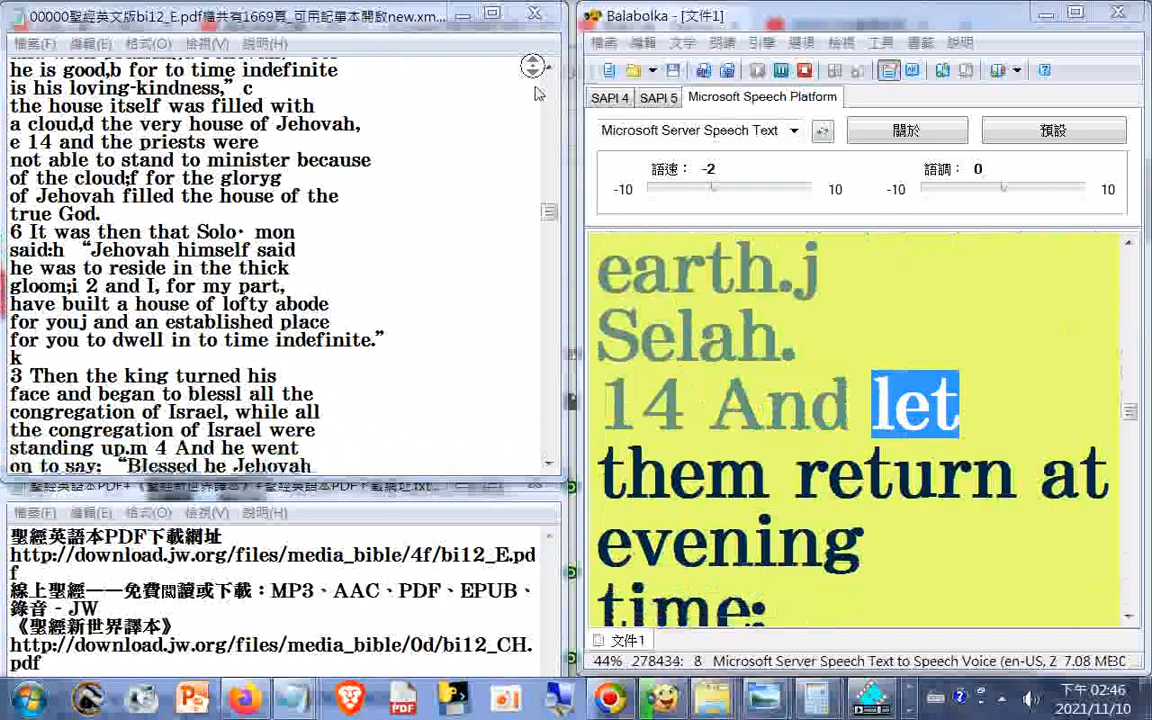 00000聖經英文版bi12_E.pdf檔共有1669頁_可用記事本開啟new.xm...
檔案(F) 編輯(E) 格式(O) 檢視(V) 說明(H)
he is good,b for to time indefinite
is his loving-kindness,” c
the house itself was filled with
a cloud,d the very house of Jehovah,
e 14 and the priests were
not able to stand to minister because
of the cloud;f for the gloryg
of Jehovah filled the house of the
true God.
6 It was then that Solo· mon
said:h “Jehovah himself said
he was to reside in the thick
gloom;i 2 and I, for my part,
have built a house of lofty abode
for youj and an established place
for you to dwell in to time indefinite.”
k
3 Then the king turned his
face and began to blessl all the
congregation of Israel, while all
the congregation of Israel were
standing up.m 4 And he went
on to say: “Blessed be Jehovah
檔案(F) 編輯(E) 格式(O) 檢視(V) 說明(H)
聖經英語本PDF下載網址
http://download.jw.org/files/media_bible/4f/bi12_E.pd
f
線上聖經——免費閱讀或下載：MP3、AAC、PDF、EPUB、
錄音 - JW
《聖經新世界譯本》
http://download.jw.org/files/media_bible/0d/bi12_CH.
pdf
Balabolka - [文件1]
檔案 編輯 文字 朗讀 引擎 選項 檢視 工具 書籤 說明
SAPI 4 SAPI 5 Microsoft Speech Platform
Microsoft Server Speech Text 關於 預設
語速： -2 語調： 0
-10 10 -10 10
earth.j
Selah.
14 And let
them return at
evening
time;
文件1
44% 278434: 8 Microsoft Server Speech Text to Speech Voice (en-US, Z 7.08 MB
下午 02:46
2021/11/10